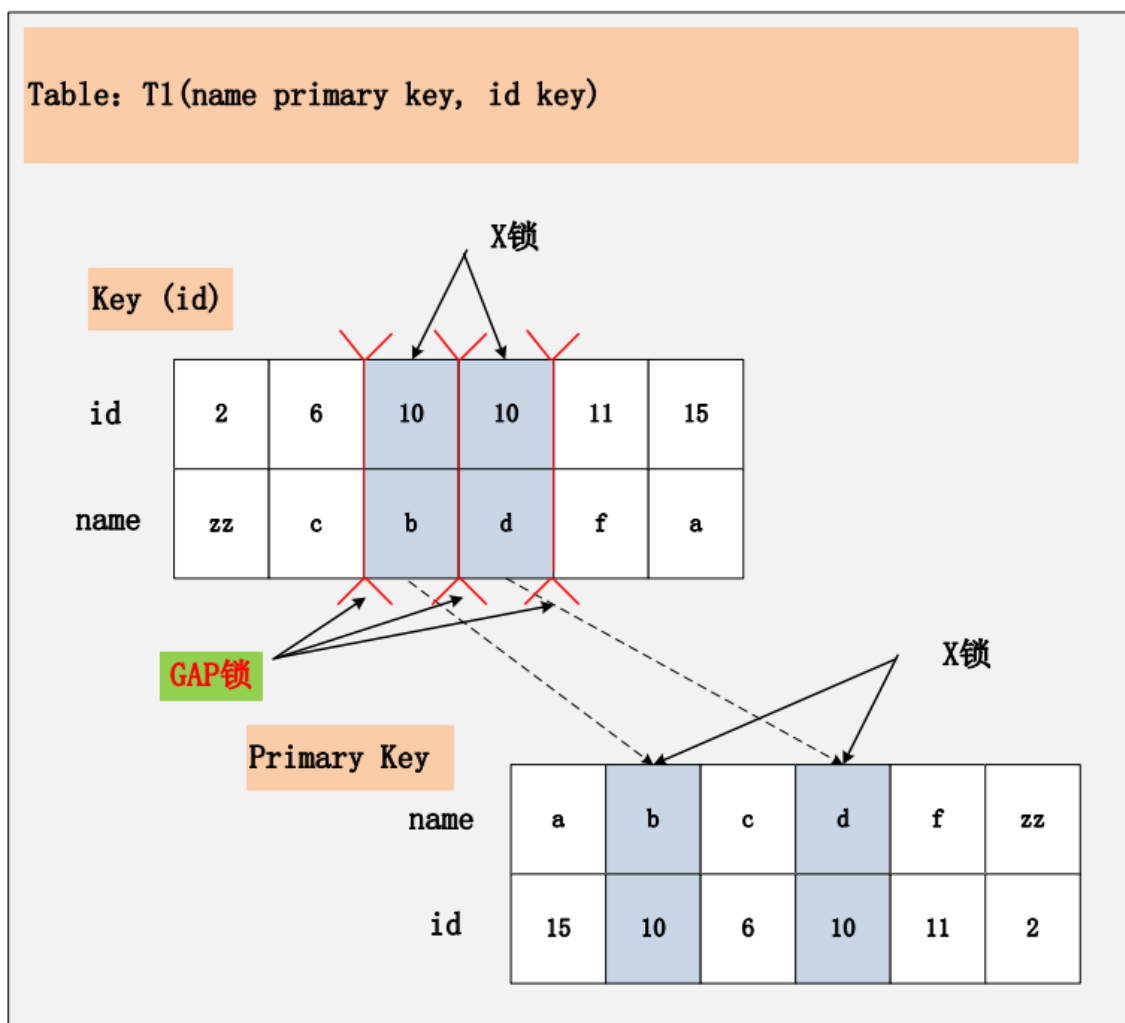 Table: T1(name primary key, id key)
X锁
Key (id)
id 2 6 10 10 11 15
name zz c b d f a
GAP锁
X锁
Primary Key
name a b c d f zz
id 15 10 6 10 11 2